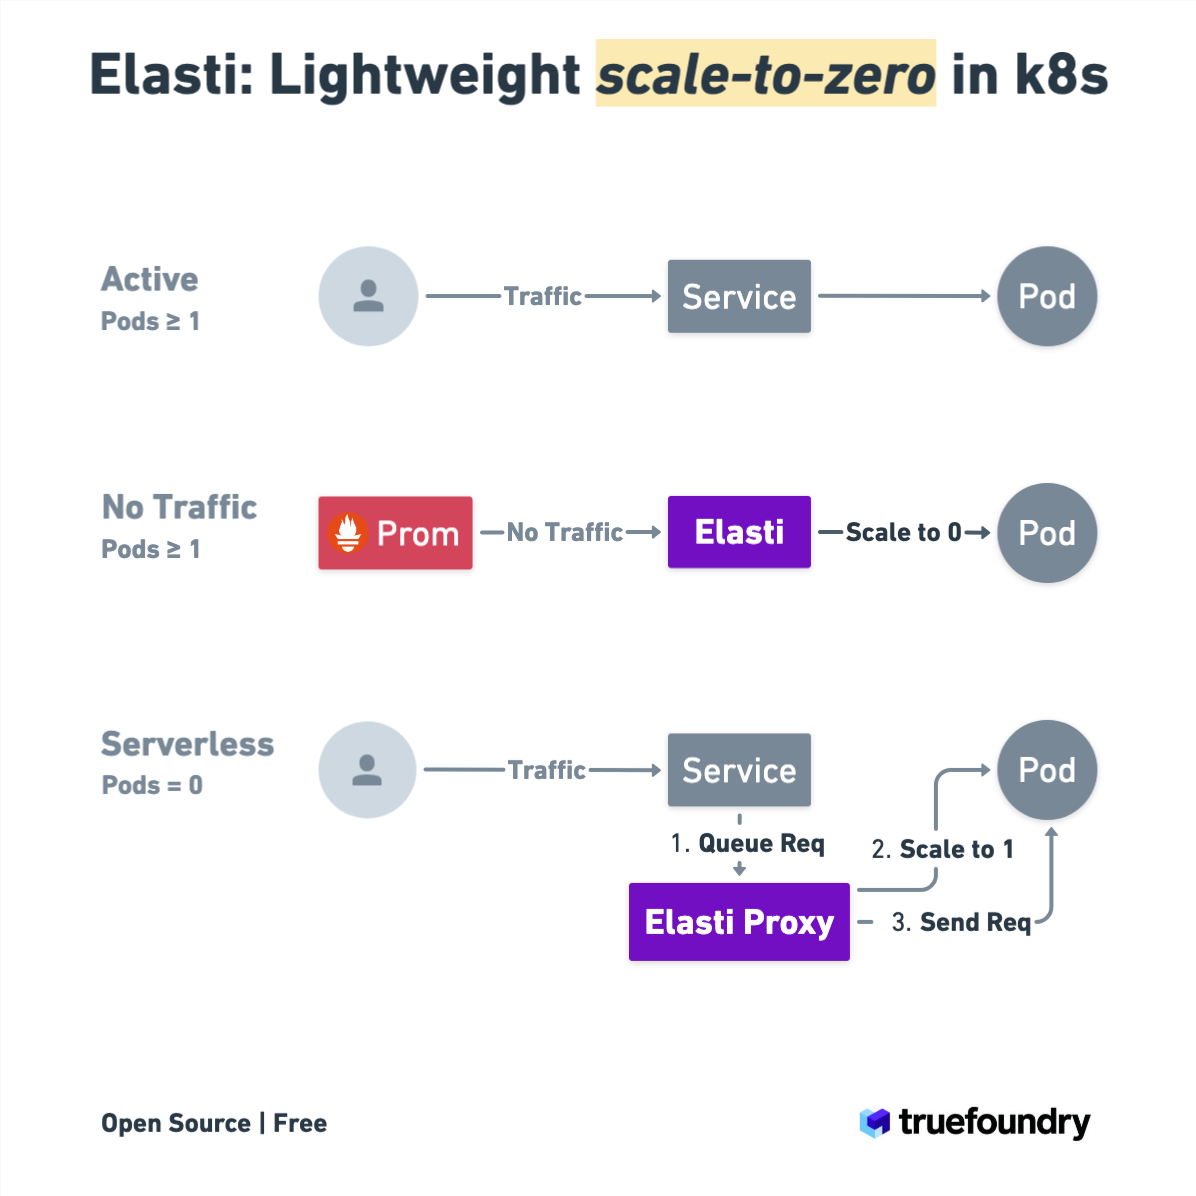 Elasti: Lightweight scale-to-zero in k8s
Active
Pods ≥ 1
Traffic
Service
Pod
No Traffic
Pods ≥ 1
Prom
No Traffic
Elasti
Scale to 0
Pod
Serverless
Pods = 0
Traffic
Service
Pod
1. Queue Req
2. Scale to 1
Elasti Proxy
3. Send Req
Open Source | Free
truefoundry